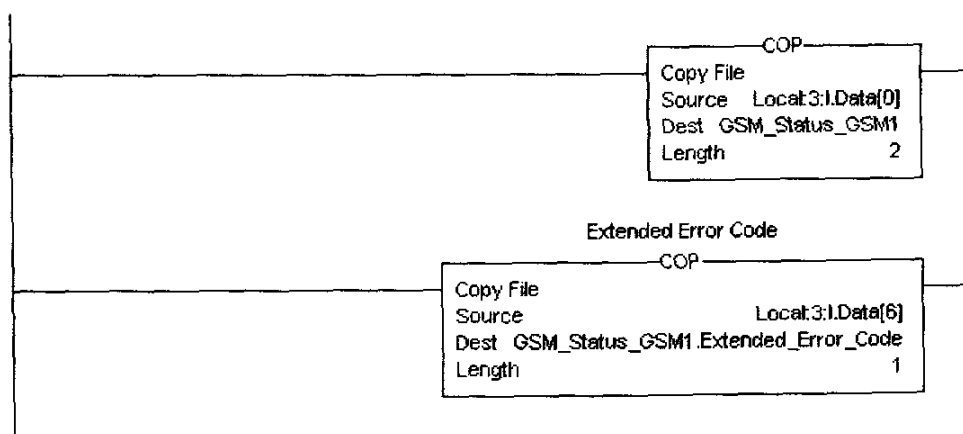 COP
Copy File
Source Local:3:I.Data[0]
Dest GSM_Status_GSM1
Length 2
Extended Error Code
COP
Copy File
Source Local:3:I.Data[6]
Dest GSM_Status_GSM1.Extended_Error_Code
Length 1